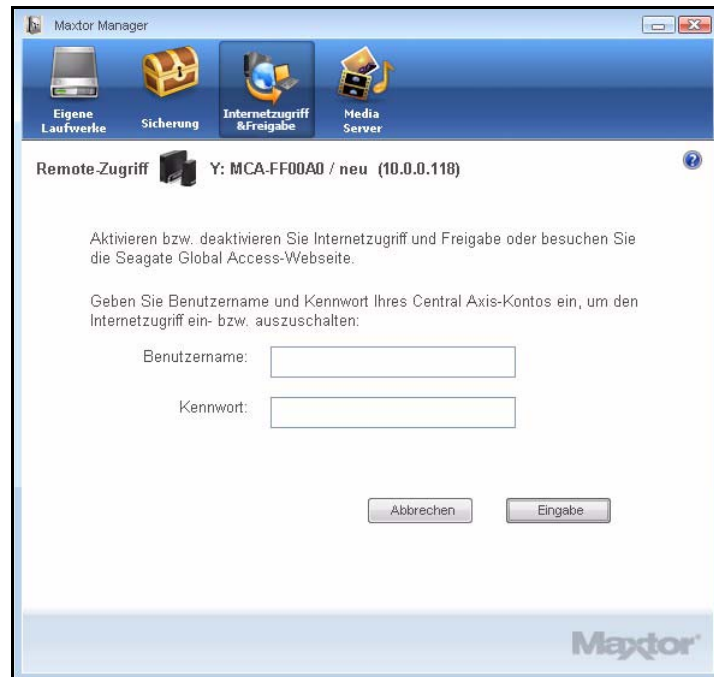 Maxtor Manager
Eigene
Laufwerke
Sicherung
Internetzugriff
&Freigabe
Media
Server
Remote-Zugriff Y: MCA-FF00A0 / neu (10.0.0.118)
Aktivieren bzw. deaktivieren Sie Internetzugriff und Freigabe oder besuchen Sie
die Seagate Global Access-Webseite.
Geben Sie Benutzername und Kennwort Ihres Central Axis-Kontos ein, um den
Internetzugriff ein- bzw. auszuschalten:
Benutzername:
Kennwort:
Abbrechen Eingabe
Maxtor